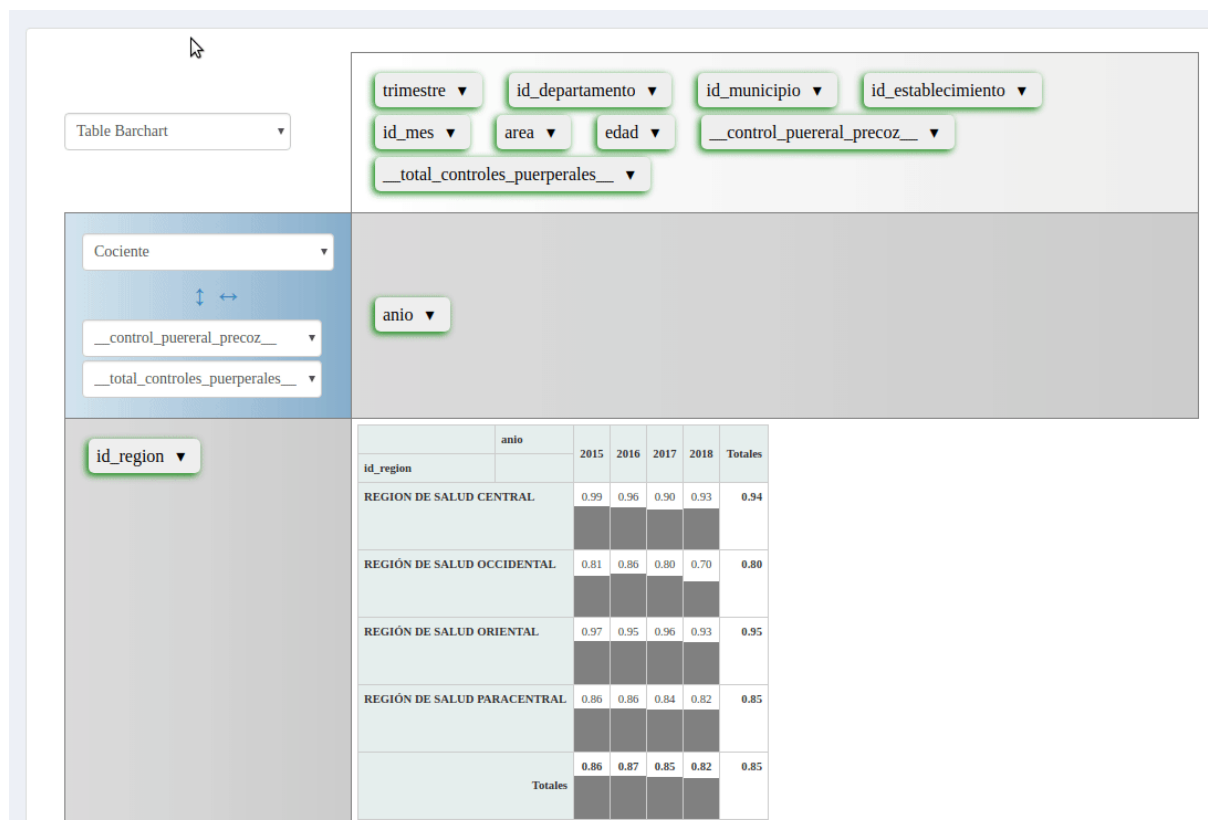 trimestre ▼ id_departamento ▼ id_municipio ▼ id_establecimiento ▼
Table Barchart ▾
id_mes ▼ area ▼ edad ▼ __control_puereral_precoz__ ▼
__total_controles_puerperales__ ▼
Cociente ▾
↕ ↔
anio ▼
__control_puereral_precoz__ ▾
__total_controles_puerperales__ ▾
id_region ▼
anio 2015 2016 2017 2018 Totales
id_region
REGION DE SALUD CENTRAL 0.99 0.96 0.90 0.93 0.94
REGIÓN DE SALUD OCCIDENTAL 0.81 0.86 0.80 0.70 0.80
REGIÓN DE SALUD ORIENTAL 0.97 0.95 0.96 0.93 0.95
REGIÓN DE SALUD PARACENTRAL 0.86 0.86 0.84 0.82 0.85
Totales 0.86 0.87 0.85 0.82 0.85